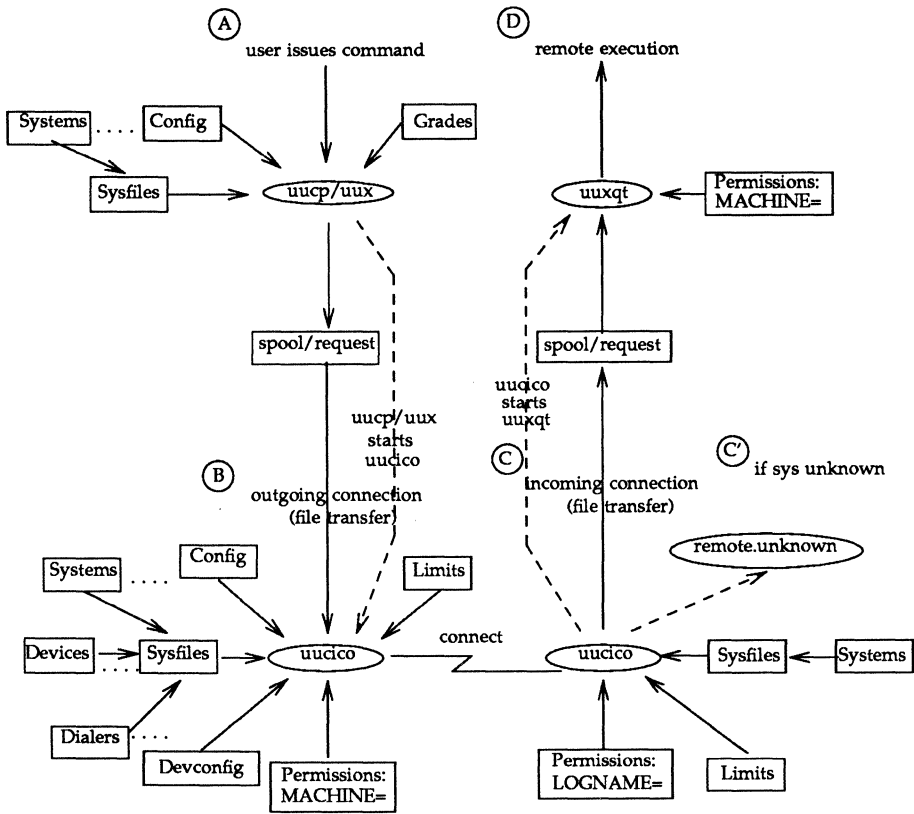 A
user issues command
D
remote execution
Systems
. . . .
Config
Grades
Sysfiles
uucp/uux
uuxqt
Permissions:
MACHINE=
spool/request
spool/request
uucp/uux
starts
uucico
uucico
starts
uuxqt
B
outgoing connection
(file transfer)
C
incoming connection
(file transfer)
C'
if sys unknown
remote.unknown
Systems
. . . .
Config
Limits
connect
Devices
. . . .
Sysfiles
uucico
uucico
Sysfiles
Systems
Dialers
. . . .
Devconfig
Permissions:
MACHINE=
Permissions:
LOGNAME=
Limits